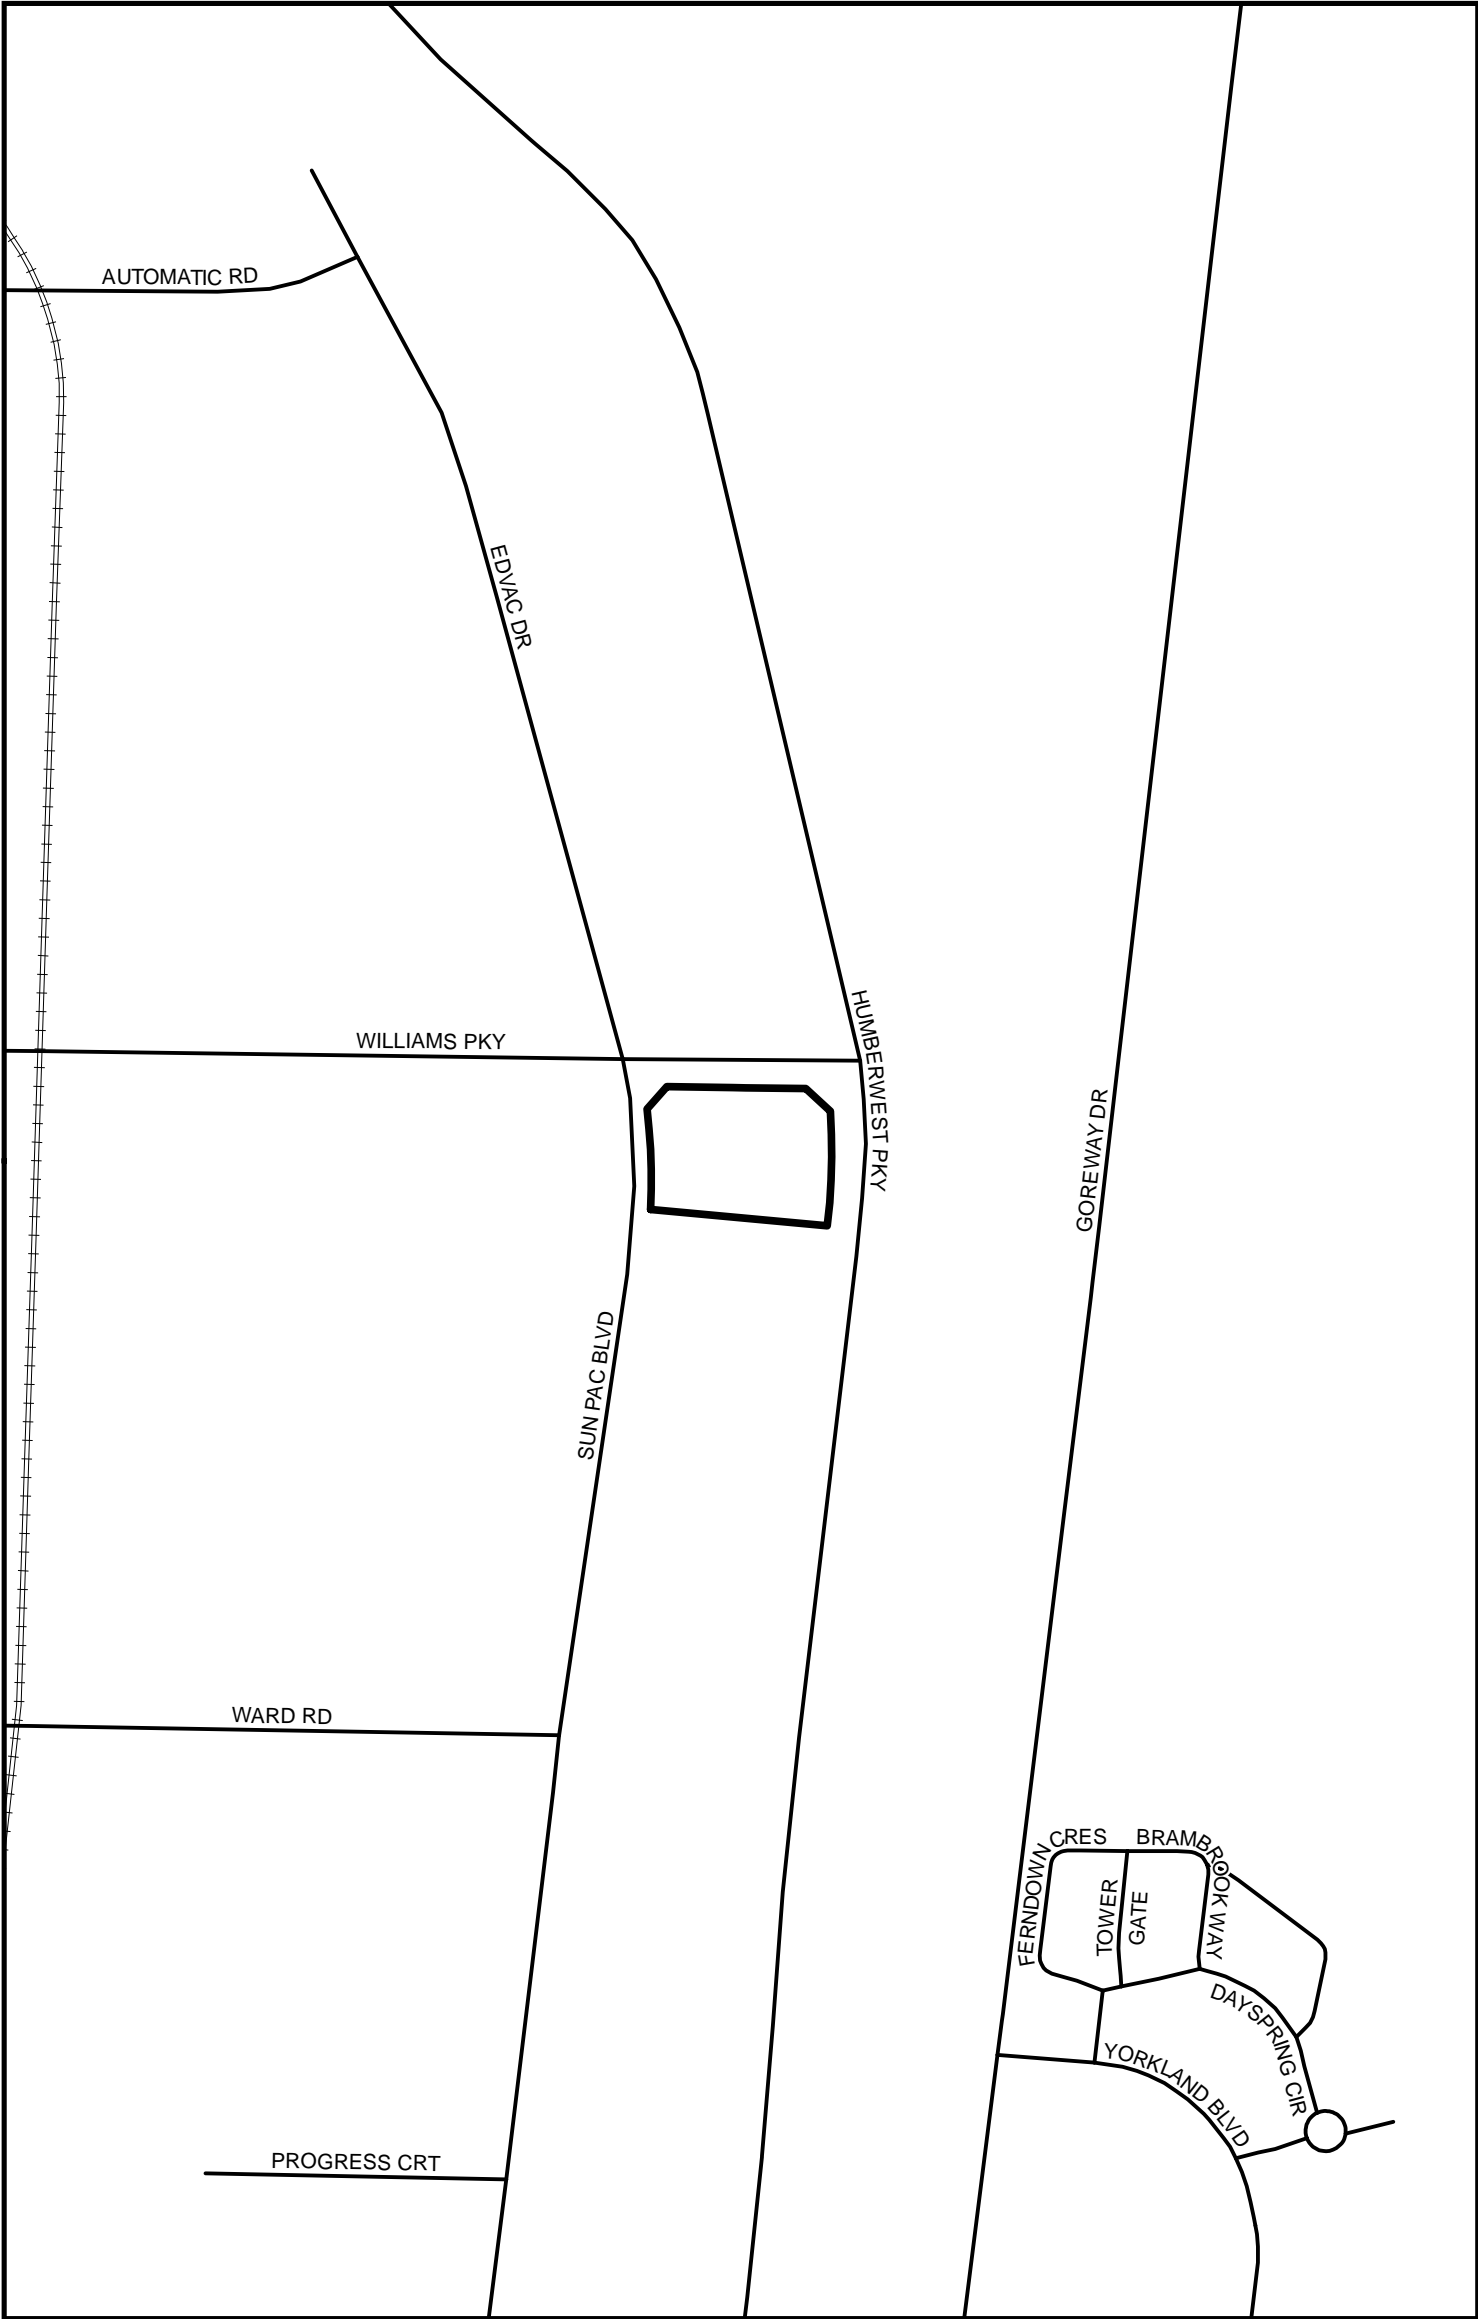 AUTOMATIC RD
EDVAC DR
HUMBERWEST PKY
WILLIAMS PKY
GOREWAY DR
SUN PAC BLVD
WARD RD
FERNDOWN CRES
BRAMBROOK WAY
TOWER
GATE
DAYSPRING CIR
YORKLAND BLVD
PROGRESS CRT